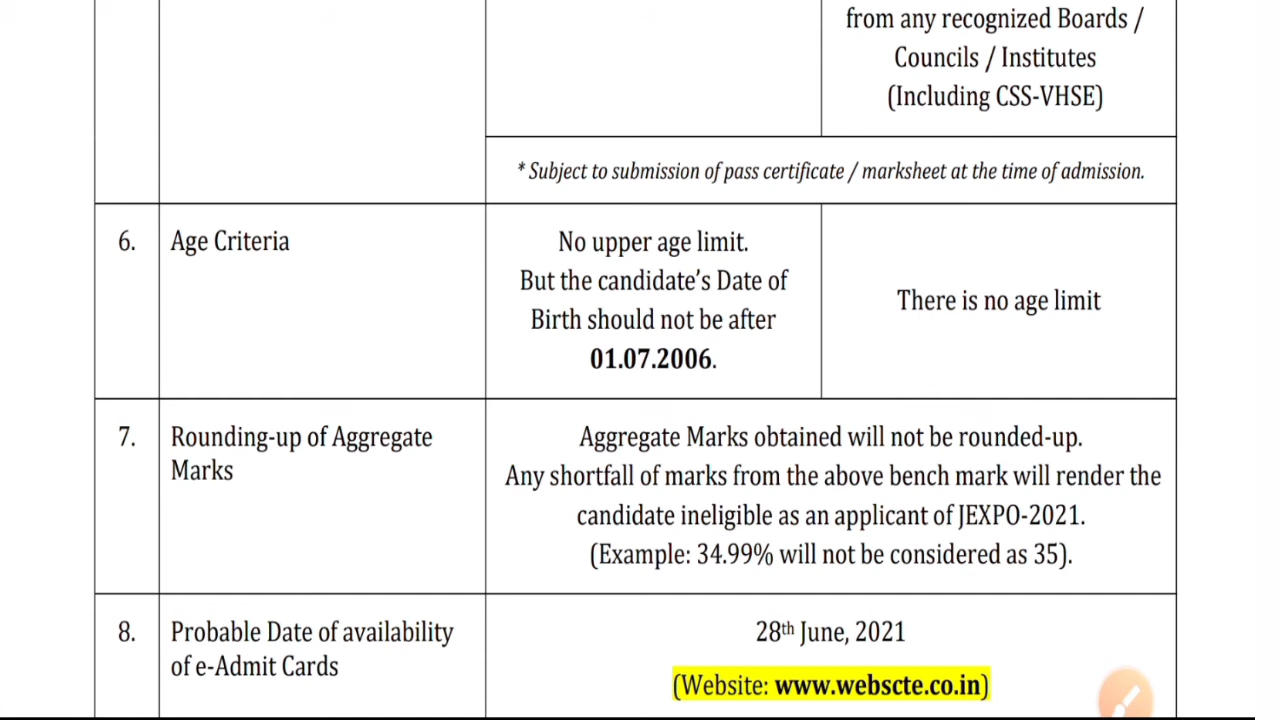 from any recognized Boards /
Councils / Institutes
(Including CSS-VHSE)
* Subject to submission of pass certificate / marksheet at the time of admission.
6.
Age Criteria
No upper age limit.
But the candidate’s Date of
Birth should not be after
01.07.2006.
There is no age limit
7.
Rounding-up of Aggregate
Marks
Aggregate Marks obtained will not be rounded-up.
Any shortfall of marks from the above bench mark will render the
candidate ineligible as an applicant of JEXPO-2021.
(Example: 34.99% will not be considered as 35).
8.
Probable Date of availability
of e-Admit Cards
28th June, 2021
(Website: www.webscte.co.in)